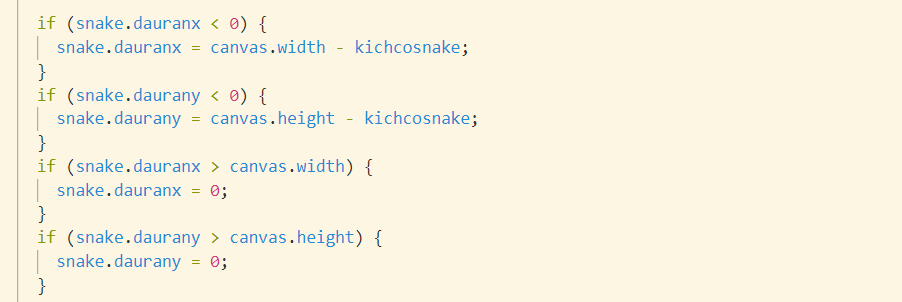 if (snake.dauranx < 0) {
  snake.dauranx = canvas.width - kichcosnake;
}
if (snake.daurany < 0) {
  snake.daurany = canvas.height - kichcosnake;
}
if (snake.dauranx > canvas.width) {
  snake.dauranx = 0;
}
if (snake.daurany > canvas.height) {
  snake.daurany = 0;
}